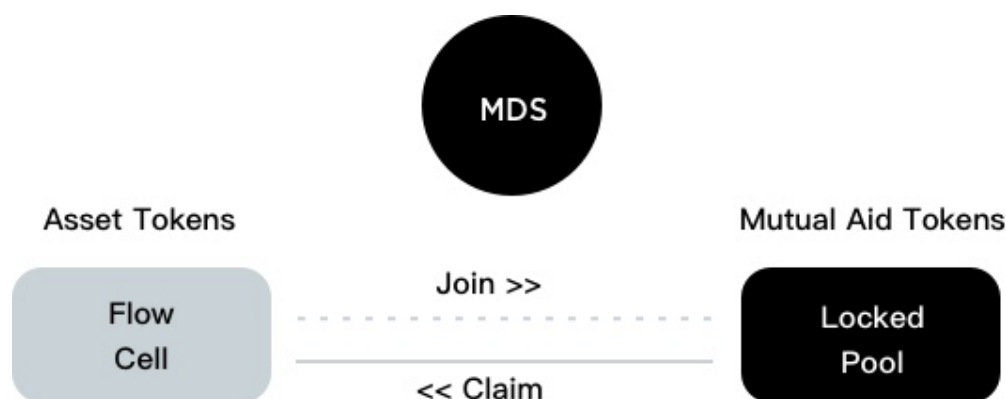 MDS
Asset Tokens
Mutual Aid Tokens
Flow
Cell
Join >>
<< Claim
Locked
Pool